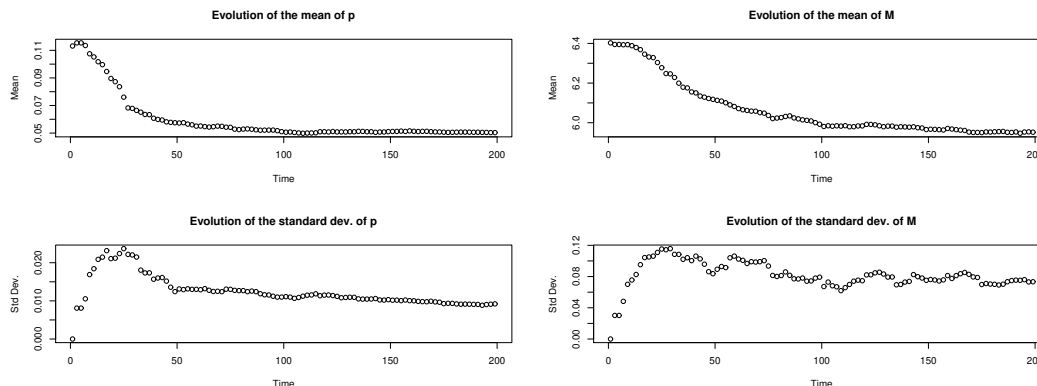 Evolution of the mean of p
Mean
0.05 0.07 0.09 0.11
0 50 100 150 200
Time
Evolution of the mean of M
Mean
6.0 6.2 6.4
0 50 100 150 200
Time
Evolution of the standard dev. of p
Std Dev.
0.000 0.010 0.020
0 50 100 150 200
Time
Evolution of the standard dev. of M
Std Dev.
0.00 0.04 0.08 0.12
0 50 100 150 200
Time